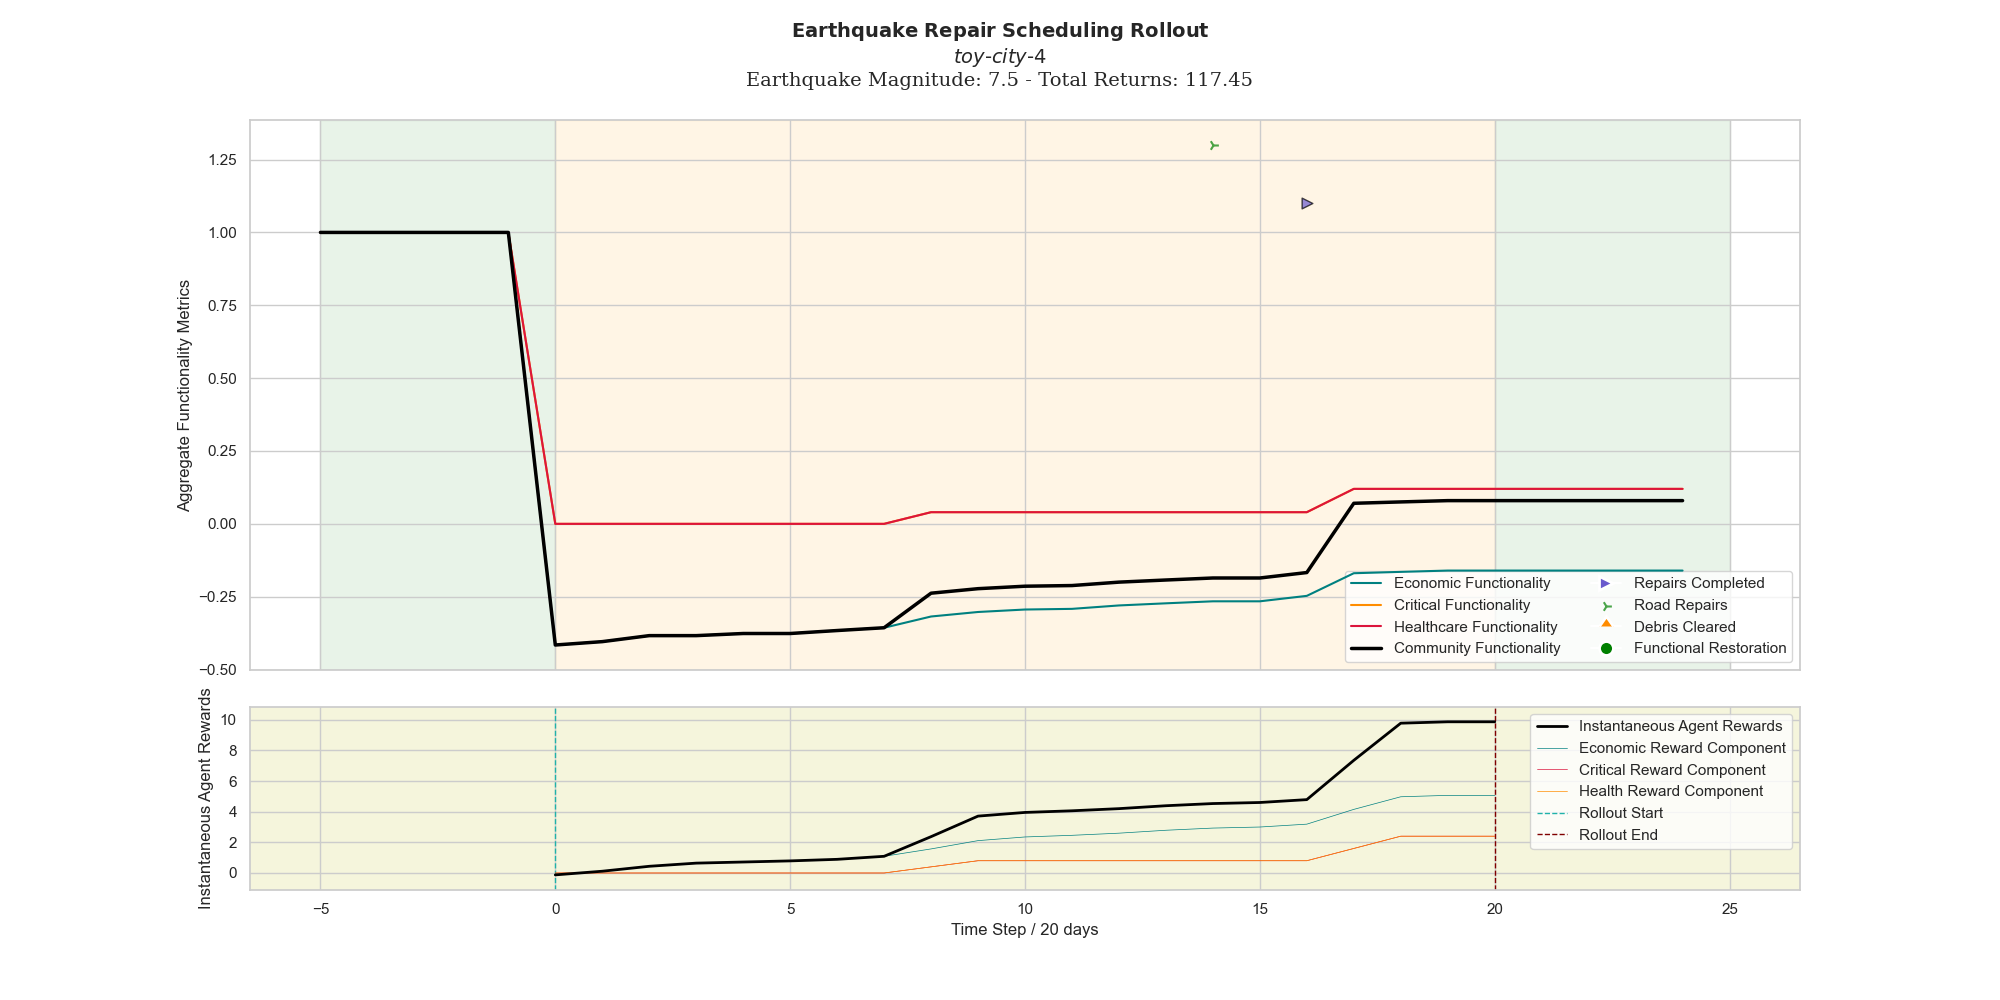 Earthquake Repair Scheduling Rollout
toy-city-4
Earthquake Magnitude: 7.5 - Total Returns: 117.45
Aggregate Functionality Metrics
1.25
1.00
0.75
0.50
0.25
0.00
−0.25
−0.50
Economic Functionality
Critical Functionality
Healthcare Functionality
Community Functionality
Repairs Completed
Road Repairs
Debris Cleared
Functional Restoration
Instantaneous Agent Rewards
10
8
6
4
2
0
Instantaneous Agent Rewards
Economic Reward Component
Critical Reward Component
Health Reward Component
Rollout Start
Rollout End
−5 0 5 10 15 20 25
Time Step / 20 days